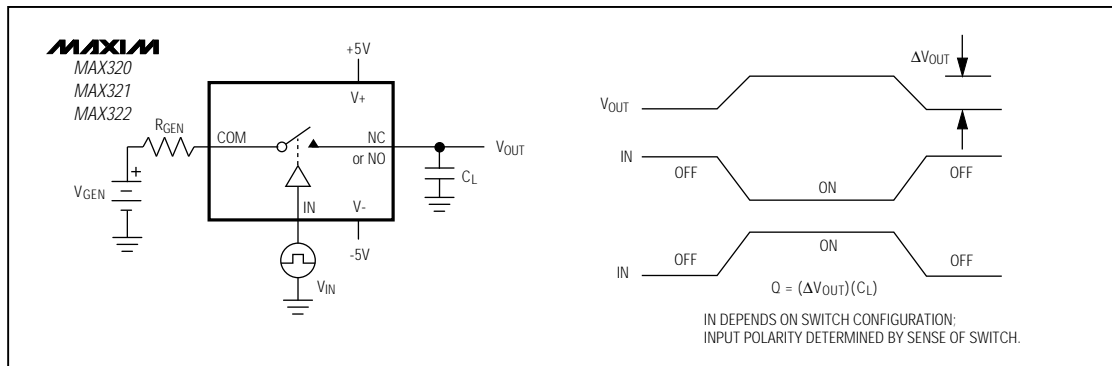 MAXIM
MAX320
MAX321
MAX322
+5V
V+
RGEN
COM
NC
or NO
VOUT
CL
VGEN
+
IN
V-
-5V
VIN
ΔVOUT
VOUT
IN
OFF
ON
OFF
IN
OFF
ON
OFF
Q = (ΔVOUT)(CL)
IN DEPENDS ON SWITCH CONFIGURATION;
INPUT POLARITY DETERMINED BY SENSE OF SWITCH.